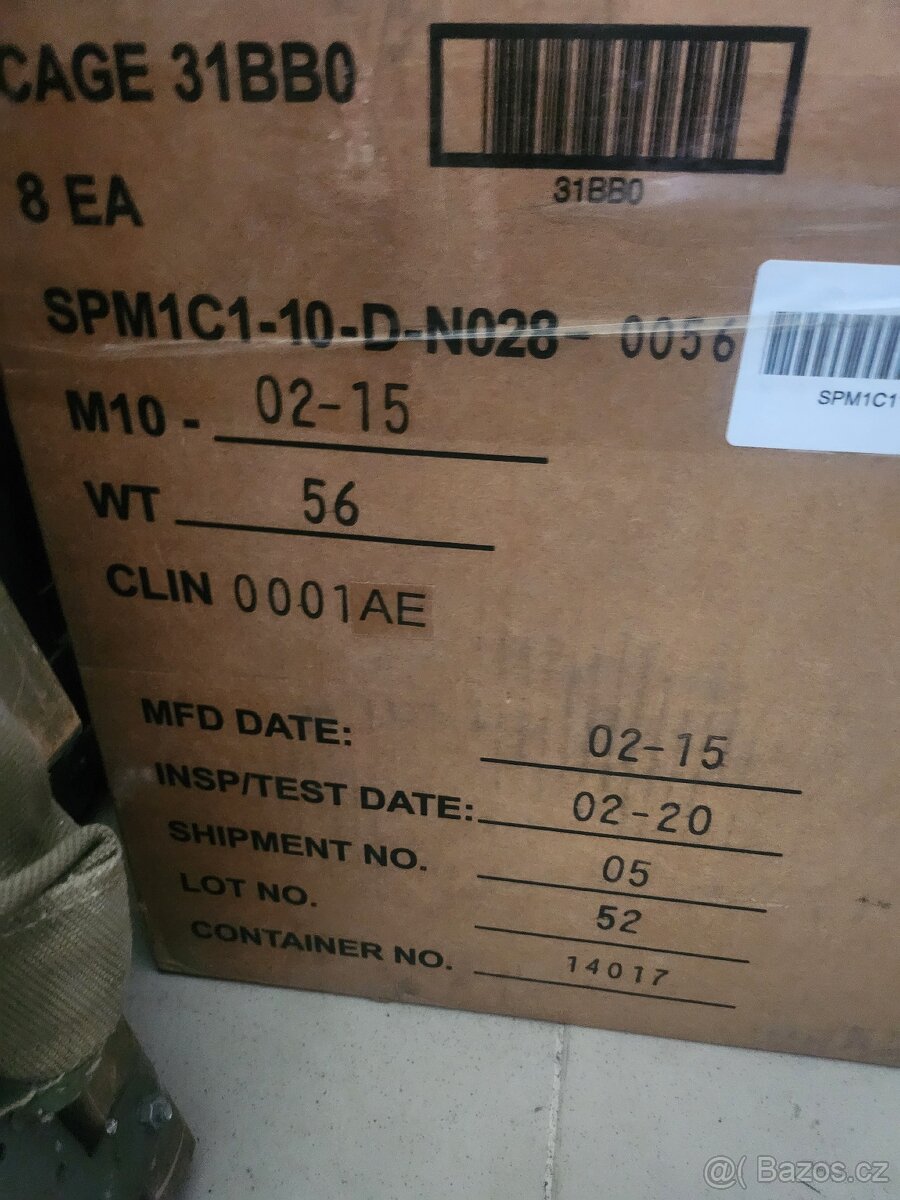 CAGE 31BB0
31BB0
8 EA
SPM1C1-10-D-N028- 0056
SPM1C1
M10 - 02-15
WT 56
CLIN 0001AE
MFD DATE: 02-15
INSP/TEST DATE: 02-20
SHIPMENT NO. 05
LOT NO. 52
CONTAINER NO. 14017
@( Bazos.cz